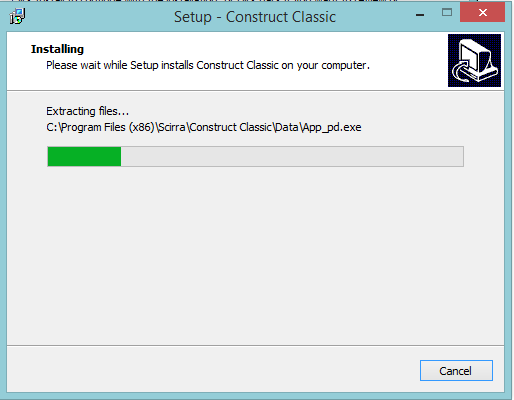 Setup - Construct Classic
Installing
Please wait while Setup installs Construct Classic on your computer.
Extracting files...
C:\Program Files (x86)\Scirra\Construct Classic\Data\App_pd.exe
Cancel